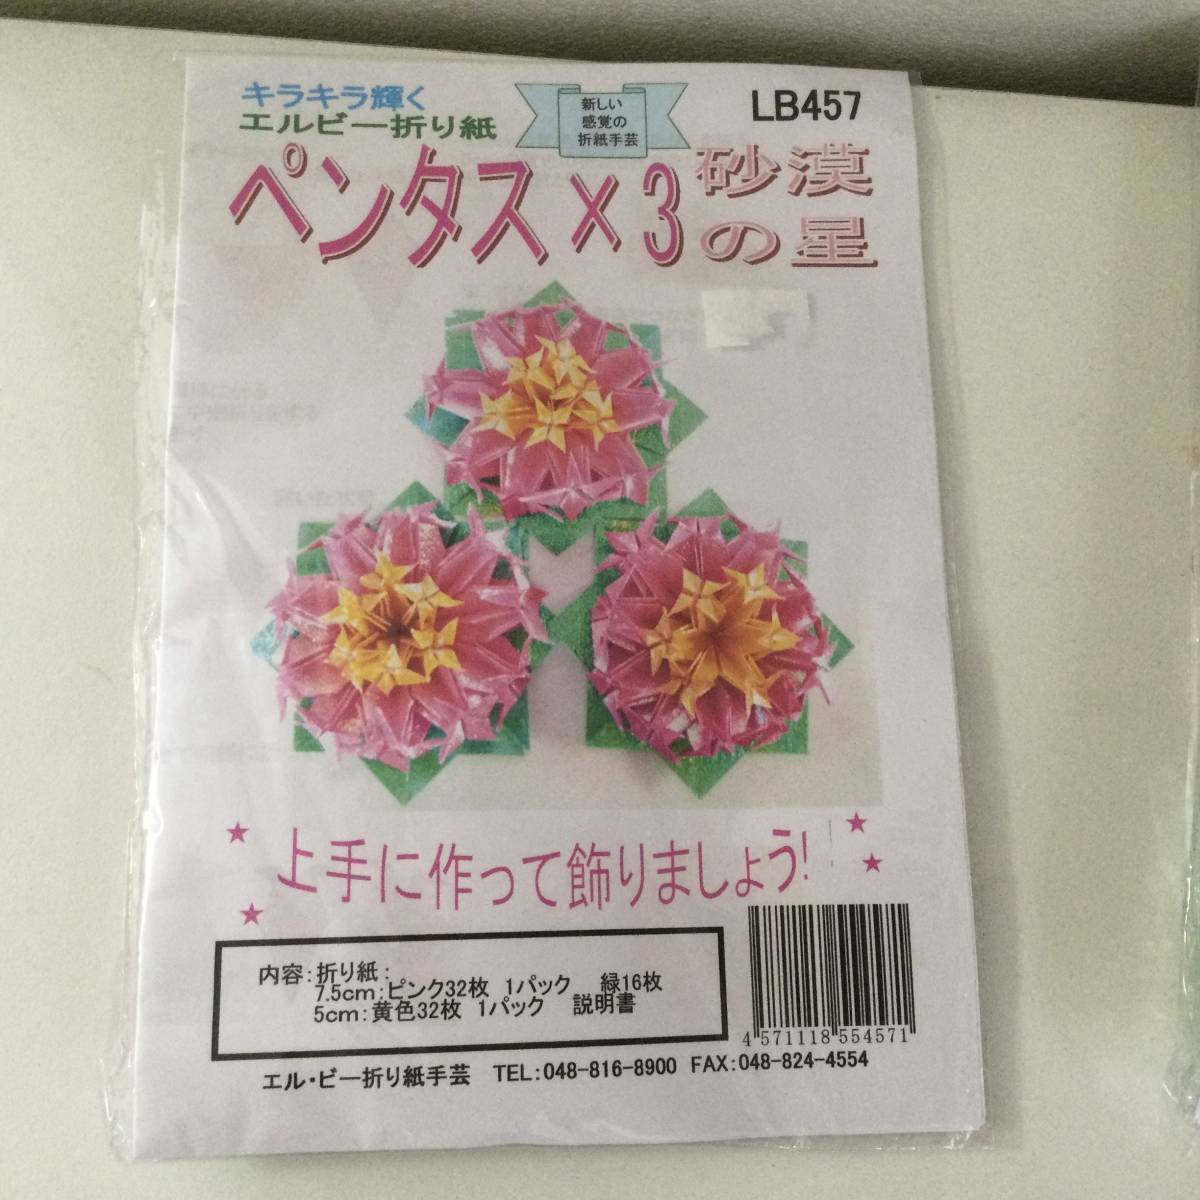 キラキラ輝く
エルビー折り紙
新しい
感覚の
折紙手芸
LB457
ペンタス×3
砂漠
の星
★上手に作って飾りましょう!★
★ ★
内容:折り紙:
7.5cm:ピンク32枚 1パック 緑16枚
5cm:黄色32枚 1パック 説明書
4 571118 554571
エル・ビー折り紙手芸 TEL:048-816-8900 FAX:048-824-4554